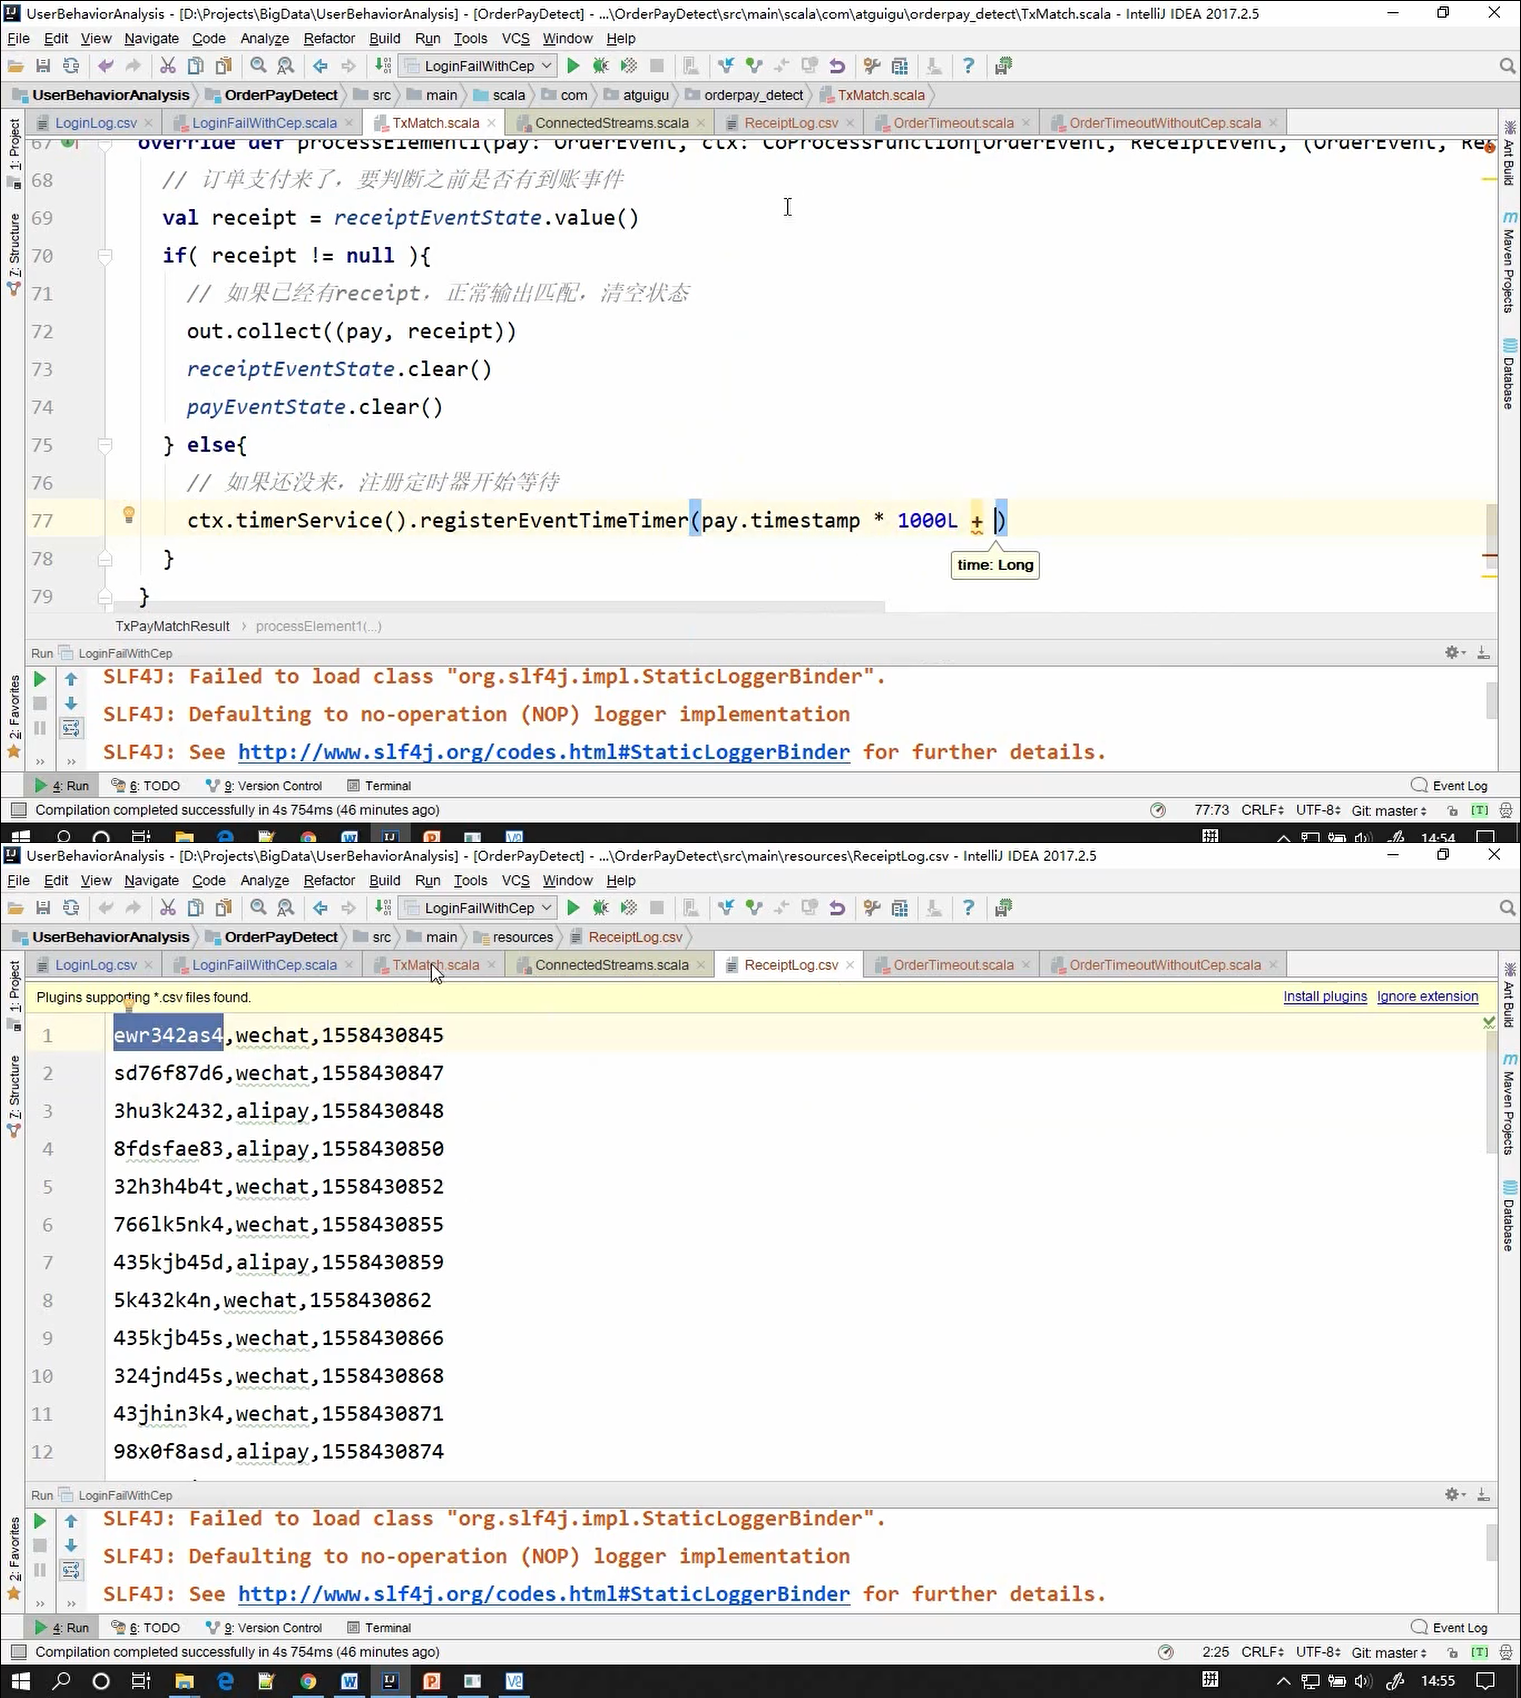 UserBehaviorAnalysis - [D:\Projects\BigData\UserBehaviorAnalysis] - [OrderPayDetect] - ...\OrderPayDetect\src\main\scala\com\atguigu\orderpay_detect\TxMatch.scala - IntelliJ IDEA 2017.2.5
File Edit View Navigate Code Analyze Refactor Build Run Tools VCS Window Help
LoginFailWithCep
UserBehaviorAnalysis OrderPayDetect src main scala com atguigu orderpay_detect TxMatch.scala
LoginLog.csv LoginFailWithCep.scala TxMatch.scala ConnectedStreams.scala ReceiptLog.csv OrderTimeout.scala OrderTimeoutWithoutCep.scala
1: Project
7: Structure
2: Favorites
Ant Build
Maven Projects
Database
67 override def processElement1(pay: OrderEvent, ctx: CoProcessFunction[OrderEvent, ReceiptEvent, (OrderEvent, Rec
68 // 订单支付来了，要判断之前是否有到账事件
69 val receipt = receiptEventState.value()
70 if( receipt != null ){
71 // 如果已经有receipt，正常输出匹配，清空状态
72 out.collect((pay, receipt))
73 receiptEventState.clear()
74 payEventState.clear()
75 } else{
76 // 如果还没来，注册定时器开始等待
77 ctx.timerService().registerEventTimeTimer(pay.timestamp * 1000L + )
time: Long
78 }
79 }
TxPayMatchResult › processElement1(...)
Run LoginFailWithCep
SLF4J: Failed to load class "org.slf4j.impl.StaticLoggerBinder".
SLF4J: Defaulting to no-operation (NOP) logger implementation
SLF4J: See http://www.slf4j.org/codes.html#StaticLoggerBinder for further details.
4: Run 6: TODO 9: Version Control Terminal Event Log
Compilation completed successfully in 4s 754ms (46 minutes ago) 77:73 CRLF UTF-8 Git: master [T]
拼 14:54
UserBehaviorAnalysis - [D:\Projects\BigData\UserBehaviorAnalysis] - [OrderPayDetect] - ...\OrderPayDetect\src\main\resources\ReceiptLog.csv - IntelliJ IDEA 2017.2.5
File Edit View Navigate Code Analyze Refactor Build Run Tools VCS Window Help
LoginFailWithCep
UserBehaviorAnalysis OrderPayDetect src main resources ReceiptLog.csv
LoginLog.csv LoginFailWithCep.scala TxMatch.scala ConnectedStreams.scala ReceiptLog.csv OrderTimeout.scala OrderTimeoutWithoutCep.scala
1: Project
7: Structure
2: Favorites
Ant Build
Maven Projects
Database
Plugins supporting *.csv files found. Install plugins Ignore extension
1 ewr342as4,wechat,1558430845
2 sd76f87d6,wechat,1558430847
3 3hu3k2432,alipay,1558430848
4 8fdsfae83,alipay,1558430850
5 32h3h4b4t,wechat,1558430852
6 766lk5nk4,wechat,1558430855
7 435kjb45d,alipay,1558430859
8 5k432k4n,wechat,1558430862
9 435kjb45s,wechat,1558430866
10 324jnd45s,wechat,1558430868
11 43jhin3k4,wechat,1558430871
12 98x0f8asd,alipay,1558430874
Run LoginFailWithCep
SLF4J: Failed to load class "org.slf4j.impl.StaticLoggerBinder".
SLF4J: Defaulting to no-operation (NOP) logger implementation
SLF4J: See http://www.slf4j.org/codes.html#StaticLoggerBinder for further details.
4: Run 6: TODO 9: Version Control Terminal Event Log
Compilation completed successfully in 4s 754ms (46 minutes ago) 2:25 CRLF UTF-8 Git: master [T]
拼 14:55